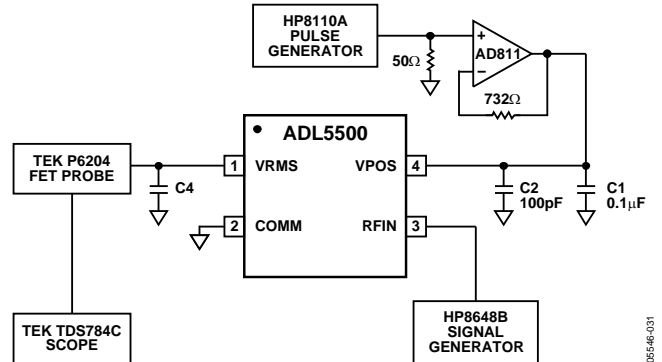 HP8110A
PULSE
GENERATOR
50Ω
+
AD811
−
732Ω
ADL5500
TEK P6204
FET PROBE
C4
1
VRMS
VPOS
4
C2
100pF
C1
0.1μF
2
COMM
RFIN
3
TEK TDS784C
SCOPE
HP8648B
SIGNAL
GENERATOR
05546-031